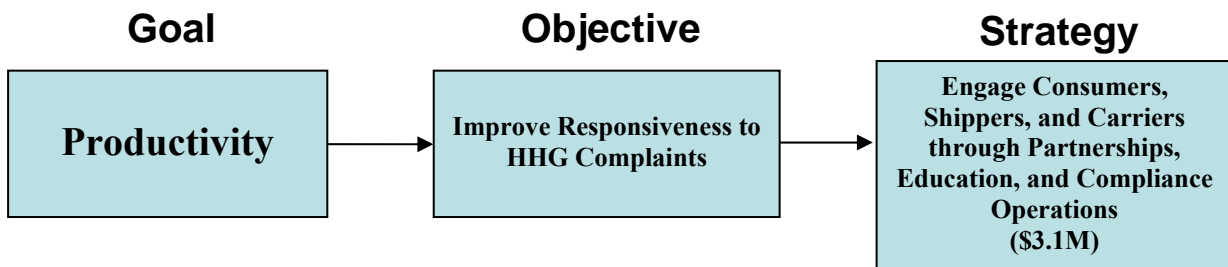 Goal
Objective
Strategy
Productivity
Improve Responsiveness to
HHG Complaints
Engage Consumers,
Shippers, and Carriers
through Partnerships,
Education, and Compliance
Operations
($3.1M)